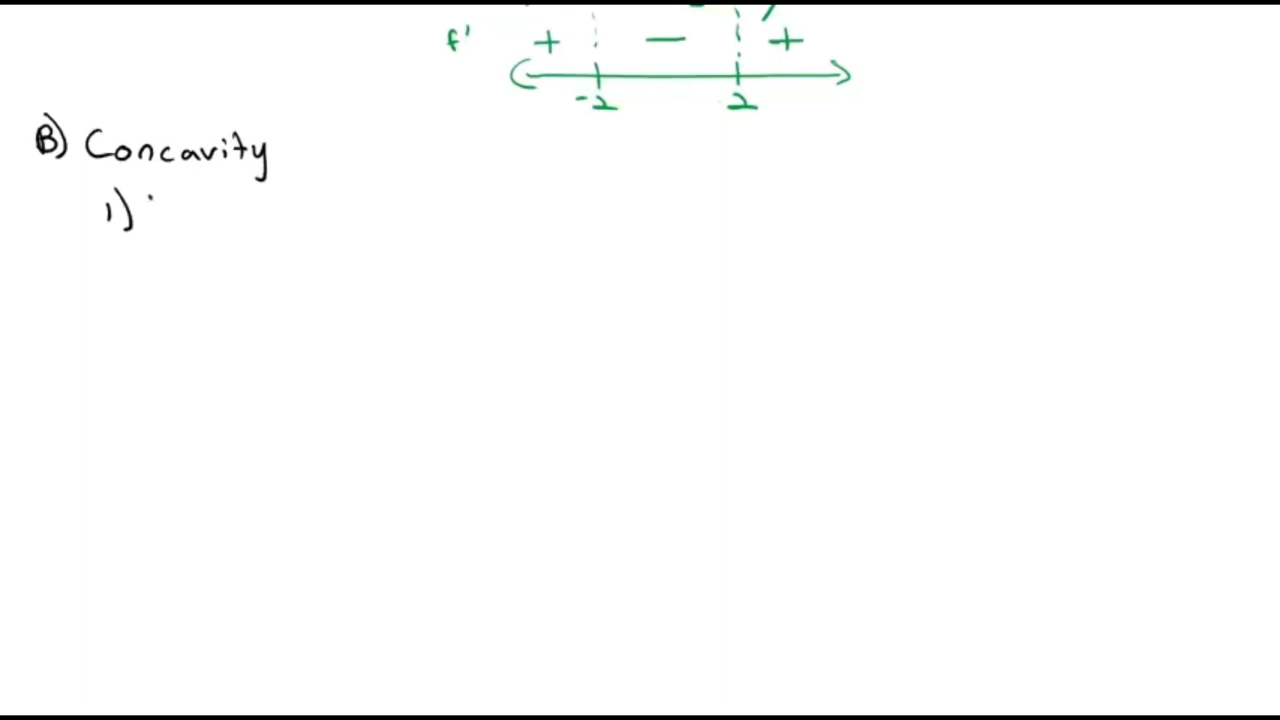 f' + − +
-2 2
B) Concavity
1)